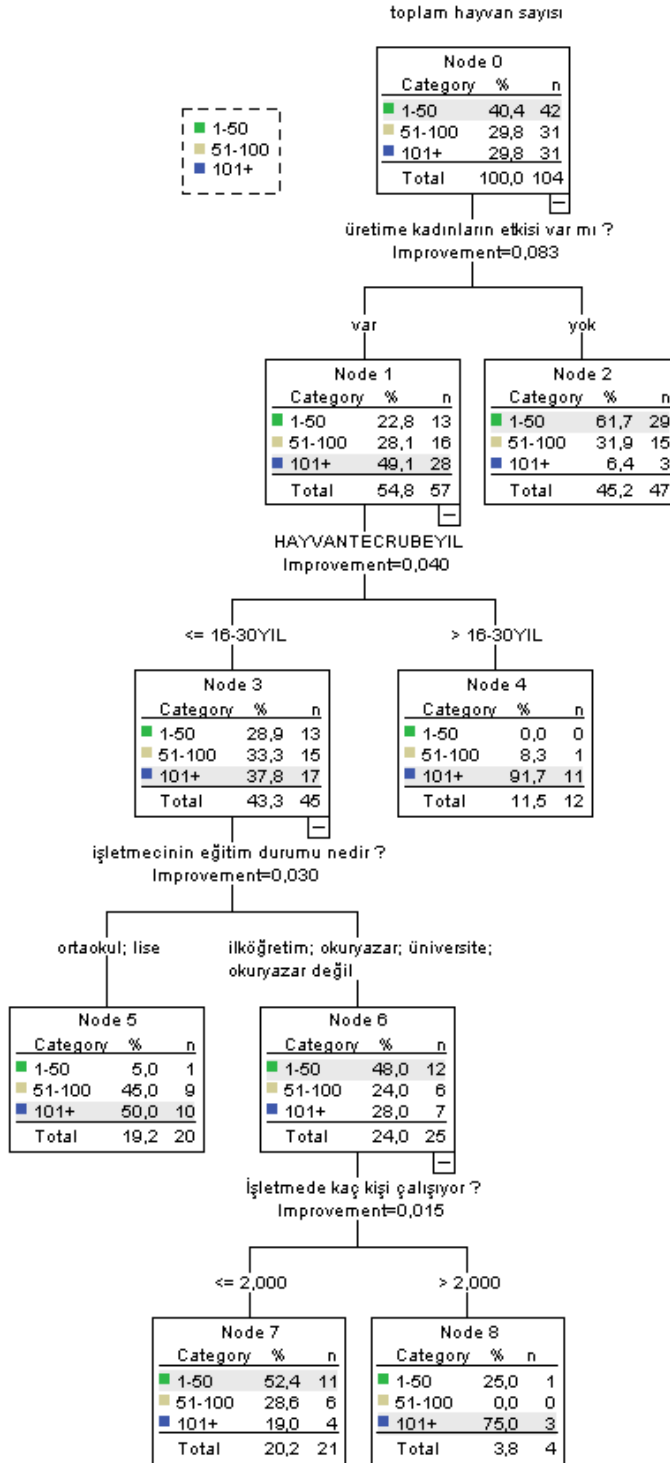 toplam hayvan sayısı
1-50
51-100
101+
Node 0
Category % n
1-50 40,4 42
51-100 29,8 31
101+ 29,8 31
Total 100,0 104
üretime kadınların etkisi var mı ?
Improvement=0,083
var
yok
Node 1
Category % n
1-50 22,8 13
51-100 28,1 16
101+ 49,1 28
Total 54,8 57
Node 2
Category % n
1-50 61,7 29
51-100 31,9 15
101+ 6,4 3
Total 45,2 47
HAYVANTECRUBEYIL
Improvement=0,040
<= 16-30YIL
> 16-30YIL
Node 3
Category % n
1-50 28,9 13
51-100 33,3 15
101+ 37,8 17
Total 43,3 45
Node 4
Category % n
1-50 0,0 0
51-100 8,3 1
101+ 91,7 11
Total 11,5 12
işletmecinin eğitim durumu nedir ?
Improvement=0,030
ortaokul; lise
ilköğretim; okuryazar; üniversite;
okuryazar değil
Node 5
Category % n
1-50 5,0 1
51-100 45,0 9
101+ 50,0 10
Total 19,2 20
Node 6
Category % n
1-50 48,0 12
51-100 24,0 6
101+ 28,0 7
Total 24,0 25
İşletmede kaç kişi çalışıyor ?
Improvement=0,015
<= 2,000
> 2,000
Node 7
Category % n
1-50 52,4 11
51-100 28,6 6
101+ 19,0 4
Total 20,2 21
Node 8
Category % n
1-50 25,0 1
51-100 0,0 0
101+ 75,0 3
Total 3,8 4